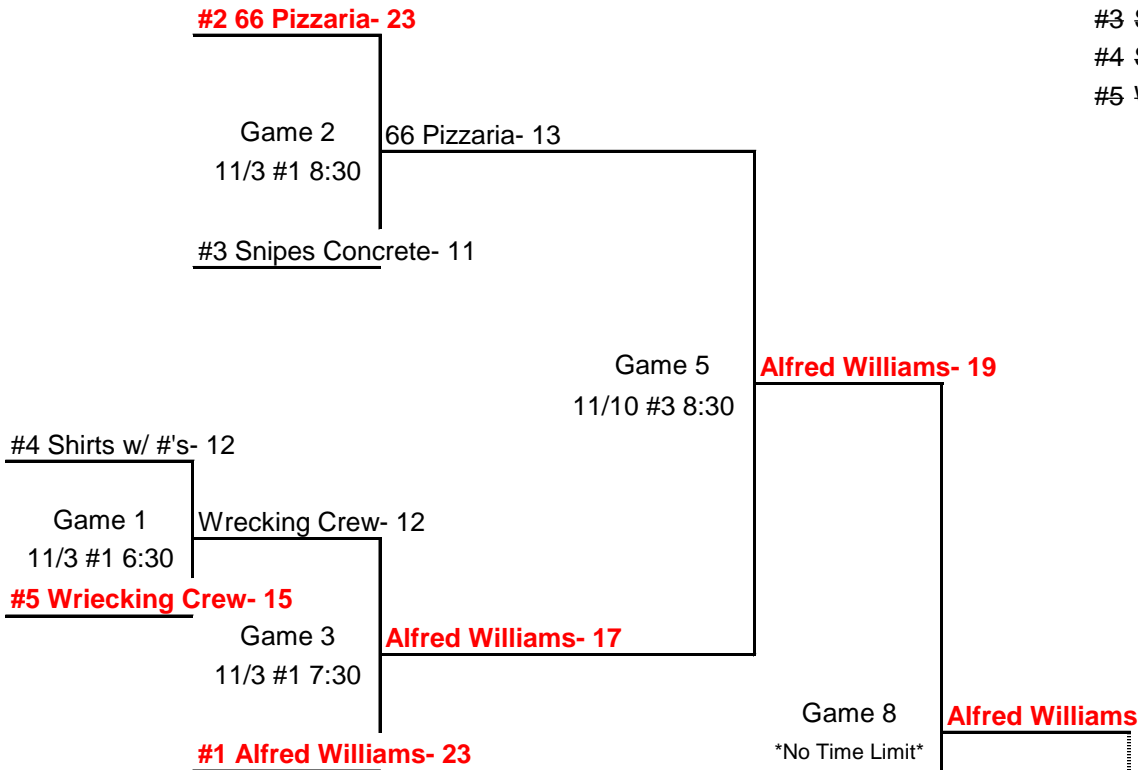 #2 66 Pizzaria- 23
#3
#4
#5
Game 2
66 Pizzaria- 13
11/3 #1 8:30
#3 Snipes Concrete- 11
Game 5
Alfred Williams- 19
11/10 #3 8:30
#4 Shirts w/ #'s- 12
Game 1
Wrecking Crew- 12
11/3 #1 6:30
#5 Wriecking Crew- 15
Game 3
Alfred Williams- 17
11/3 #1 7:30
Game 8
Alfred Williams
*No Time Limit*
#1 Alfred Williams- 23